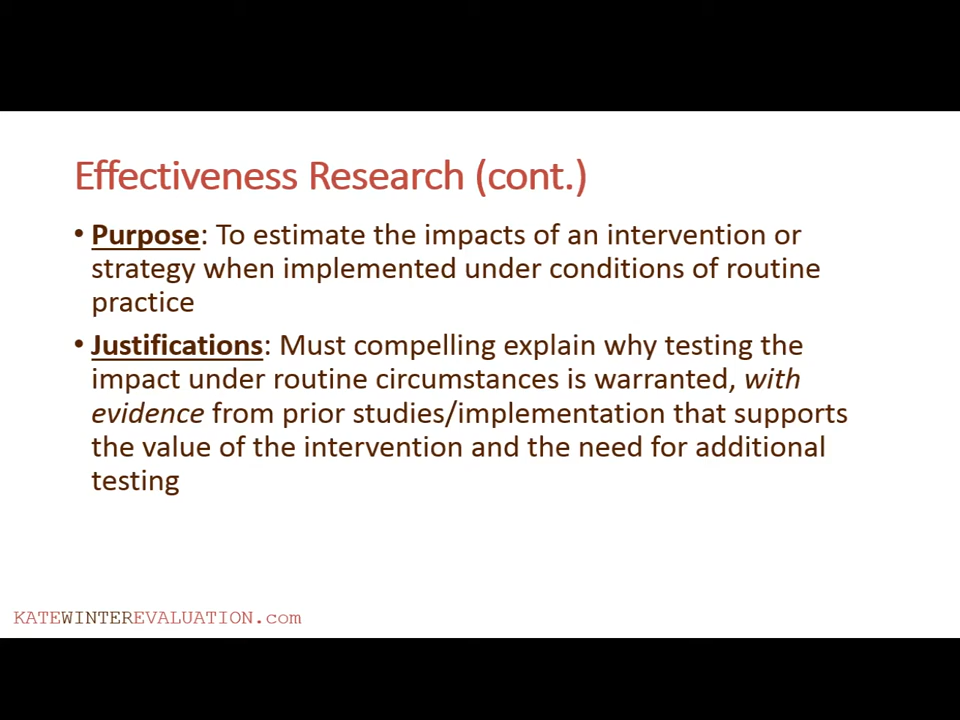 Effectiveness Research (cont.)
• Purpose: To estimate the impacts of an intervention or
strategy when implemented under conditions of routine
practice
• Justifications: Must compelling explain why testing the
impact under routine circumstances is warranted, with
evidence from prior studies/implementation that supports
the value of the intervention and the need for additional
testing
KATEWINTEREVALUATION.com